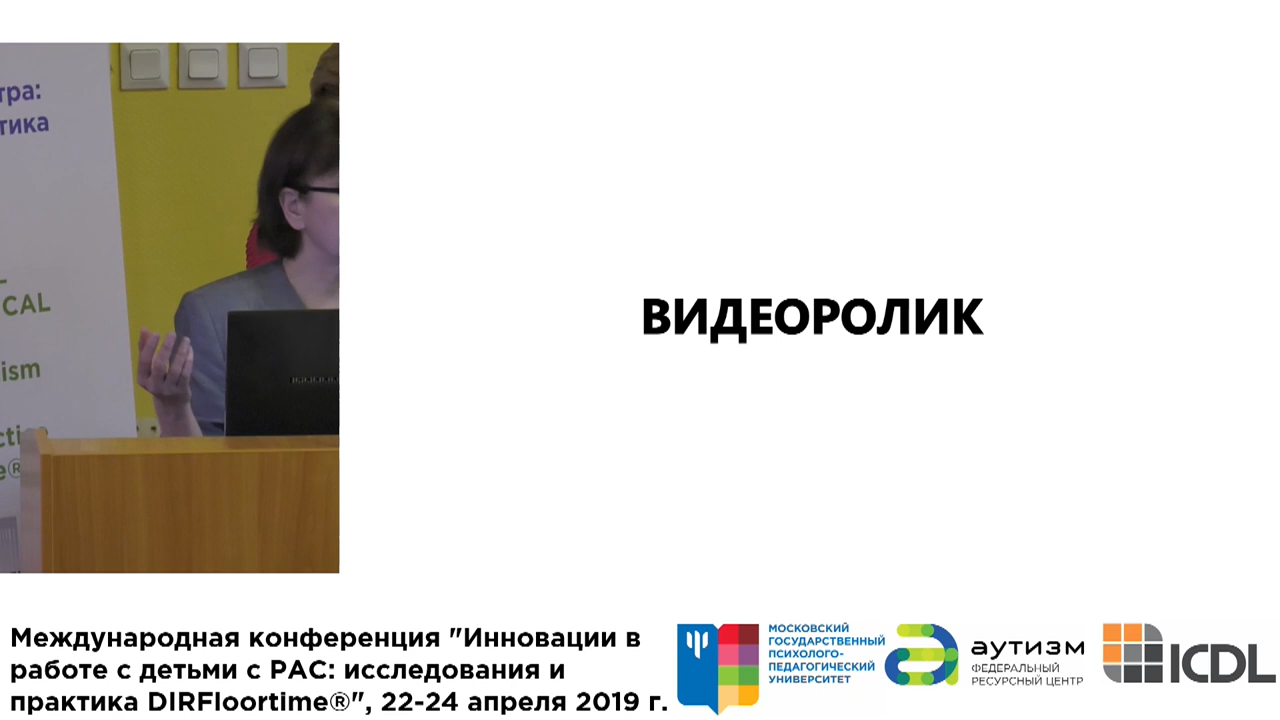 тра:
тика
CAL
ism
ВИДЕОРОЛИК
Международная конференция "Инновации в
работе с детьми с РАС: исследования и
практика DIRFloortime®", 22-24 апреля 2019 г.
МОСКОВСКИЙ
ГОСУДАРСТВЕННЫЙ
ПСИХОЛОГО-
ПЕДАГОГИЧЕСКИЙ
УНИВЕРСИТЕТ
аутизм
ФЕДЕРАЛЬНЫЙ
РЕСУРСНЫЙ ЦЕНТР
ICDL